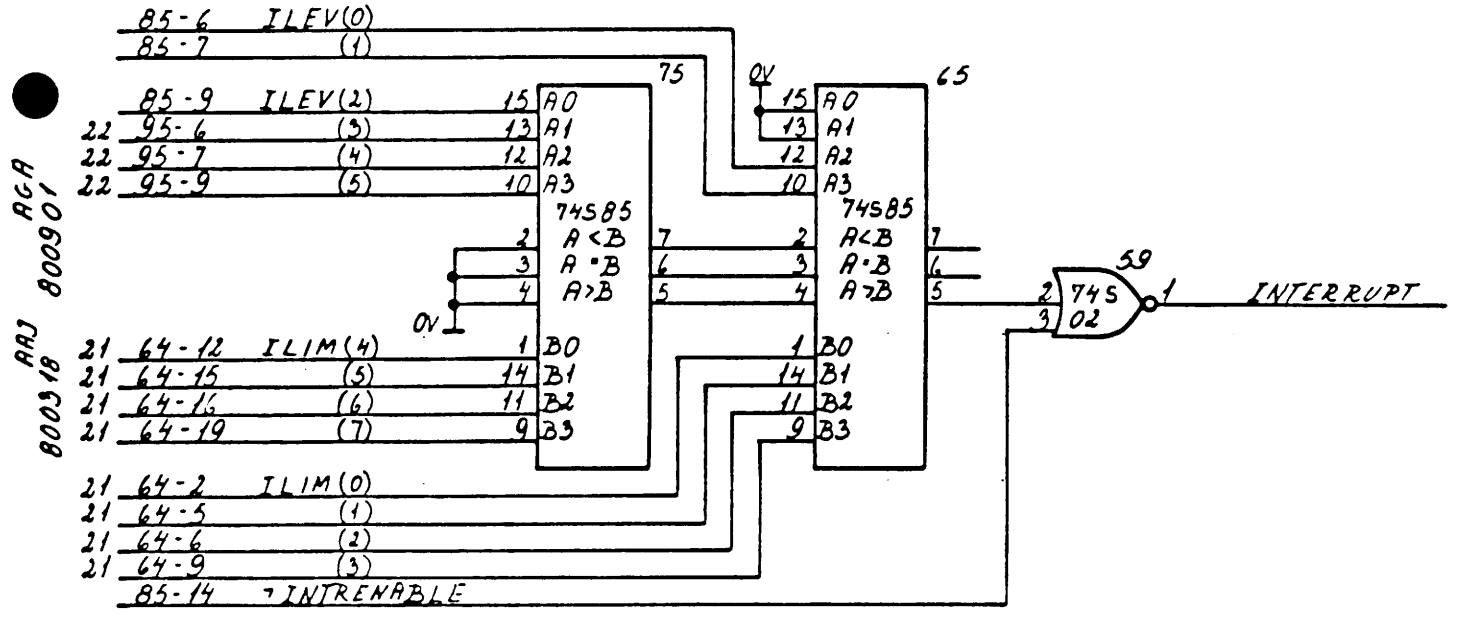 85-6 ILEV(0)
85-7 (1)
75
0V
65
85-9 ILEV(2) 15 A0
22 95-6 (3) 13 A1
22 95-7 (4) 12 A2
22 95-9 (5) 10 A3
74S85
2 A<B 7
3 A=B 6
4 A>B 5
0V
21 64-12 ILIM(4) 1 B0
21 64-15 (5) 14 B1
21 64-16 (6) 11 B2
21 64-19 (7) 9 B3
15 A0
13 A1
12 A2
10 A3
74S85
2 A<B 7
3 A=B 6
4 A>B 5
1 B0
14 B1
11 B2
9 B3
59
2 74S 1
3 02
INTERRUPT
21 64-2 ILIM(0)
21 64-5 (1)
21 64-6 (2)
21 64-9 (3)
85-14 ¬INTRENABLE
AGA
800901
AAJ
800318